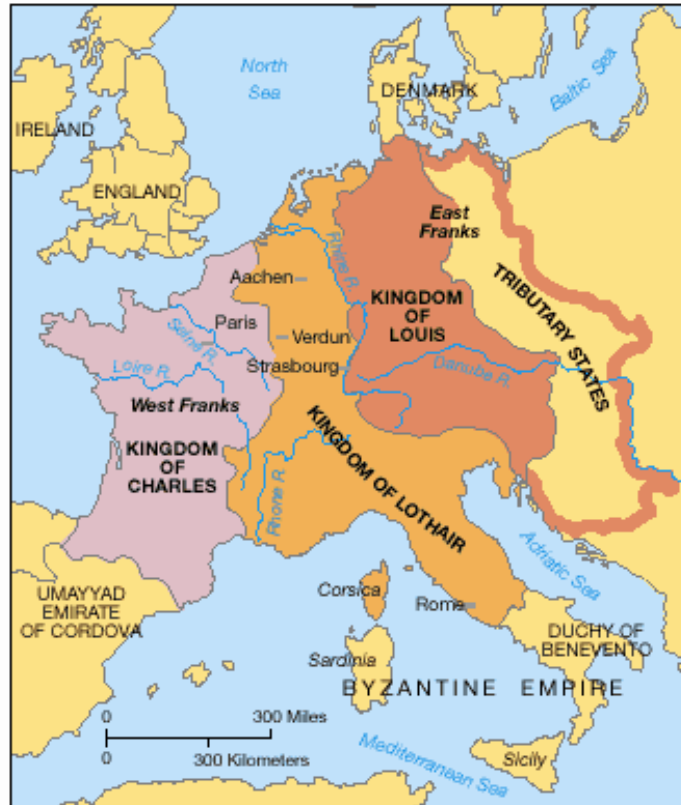 North
Sea
DENMARK
Baltic Sea
IRELAND
ENGLAND
East
Franks
Rhine R.
Aachen
KINGDOM
OF
LOUIS
TRIBUTARY STATES
Paris
Seine R.
Verdun
Strasbourg
Loire R.
Danube R.
West Franks
KINGDOM
OF
CHARLES
KINGDOM OF LOTHAIR
Rhone R.
Adriatic Sea
UMAYYAD
EMIRATE
OF CORDOVA
Corsica
Rome
DUCHY OF
BENEVENTO
Sardinia
BYZANTINE EMPIRE
0 300 Miles
0 300 Kilometers
Mediterranean Sea
Sicily